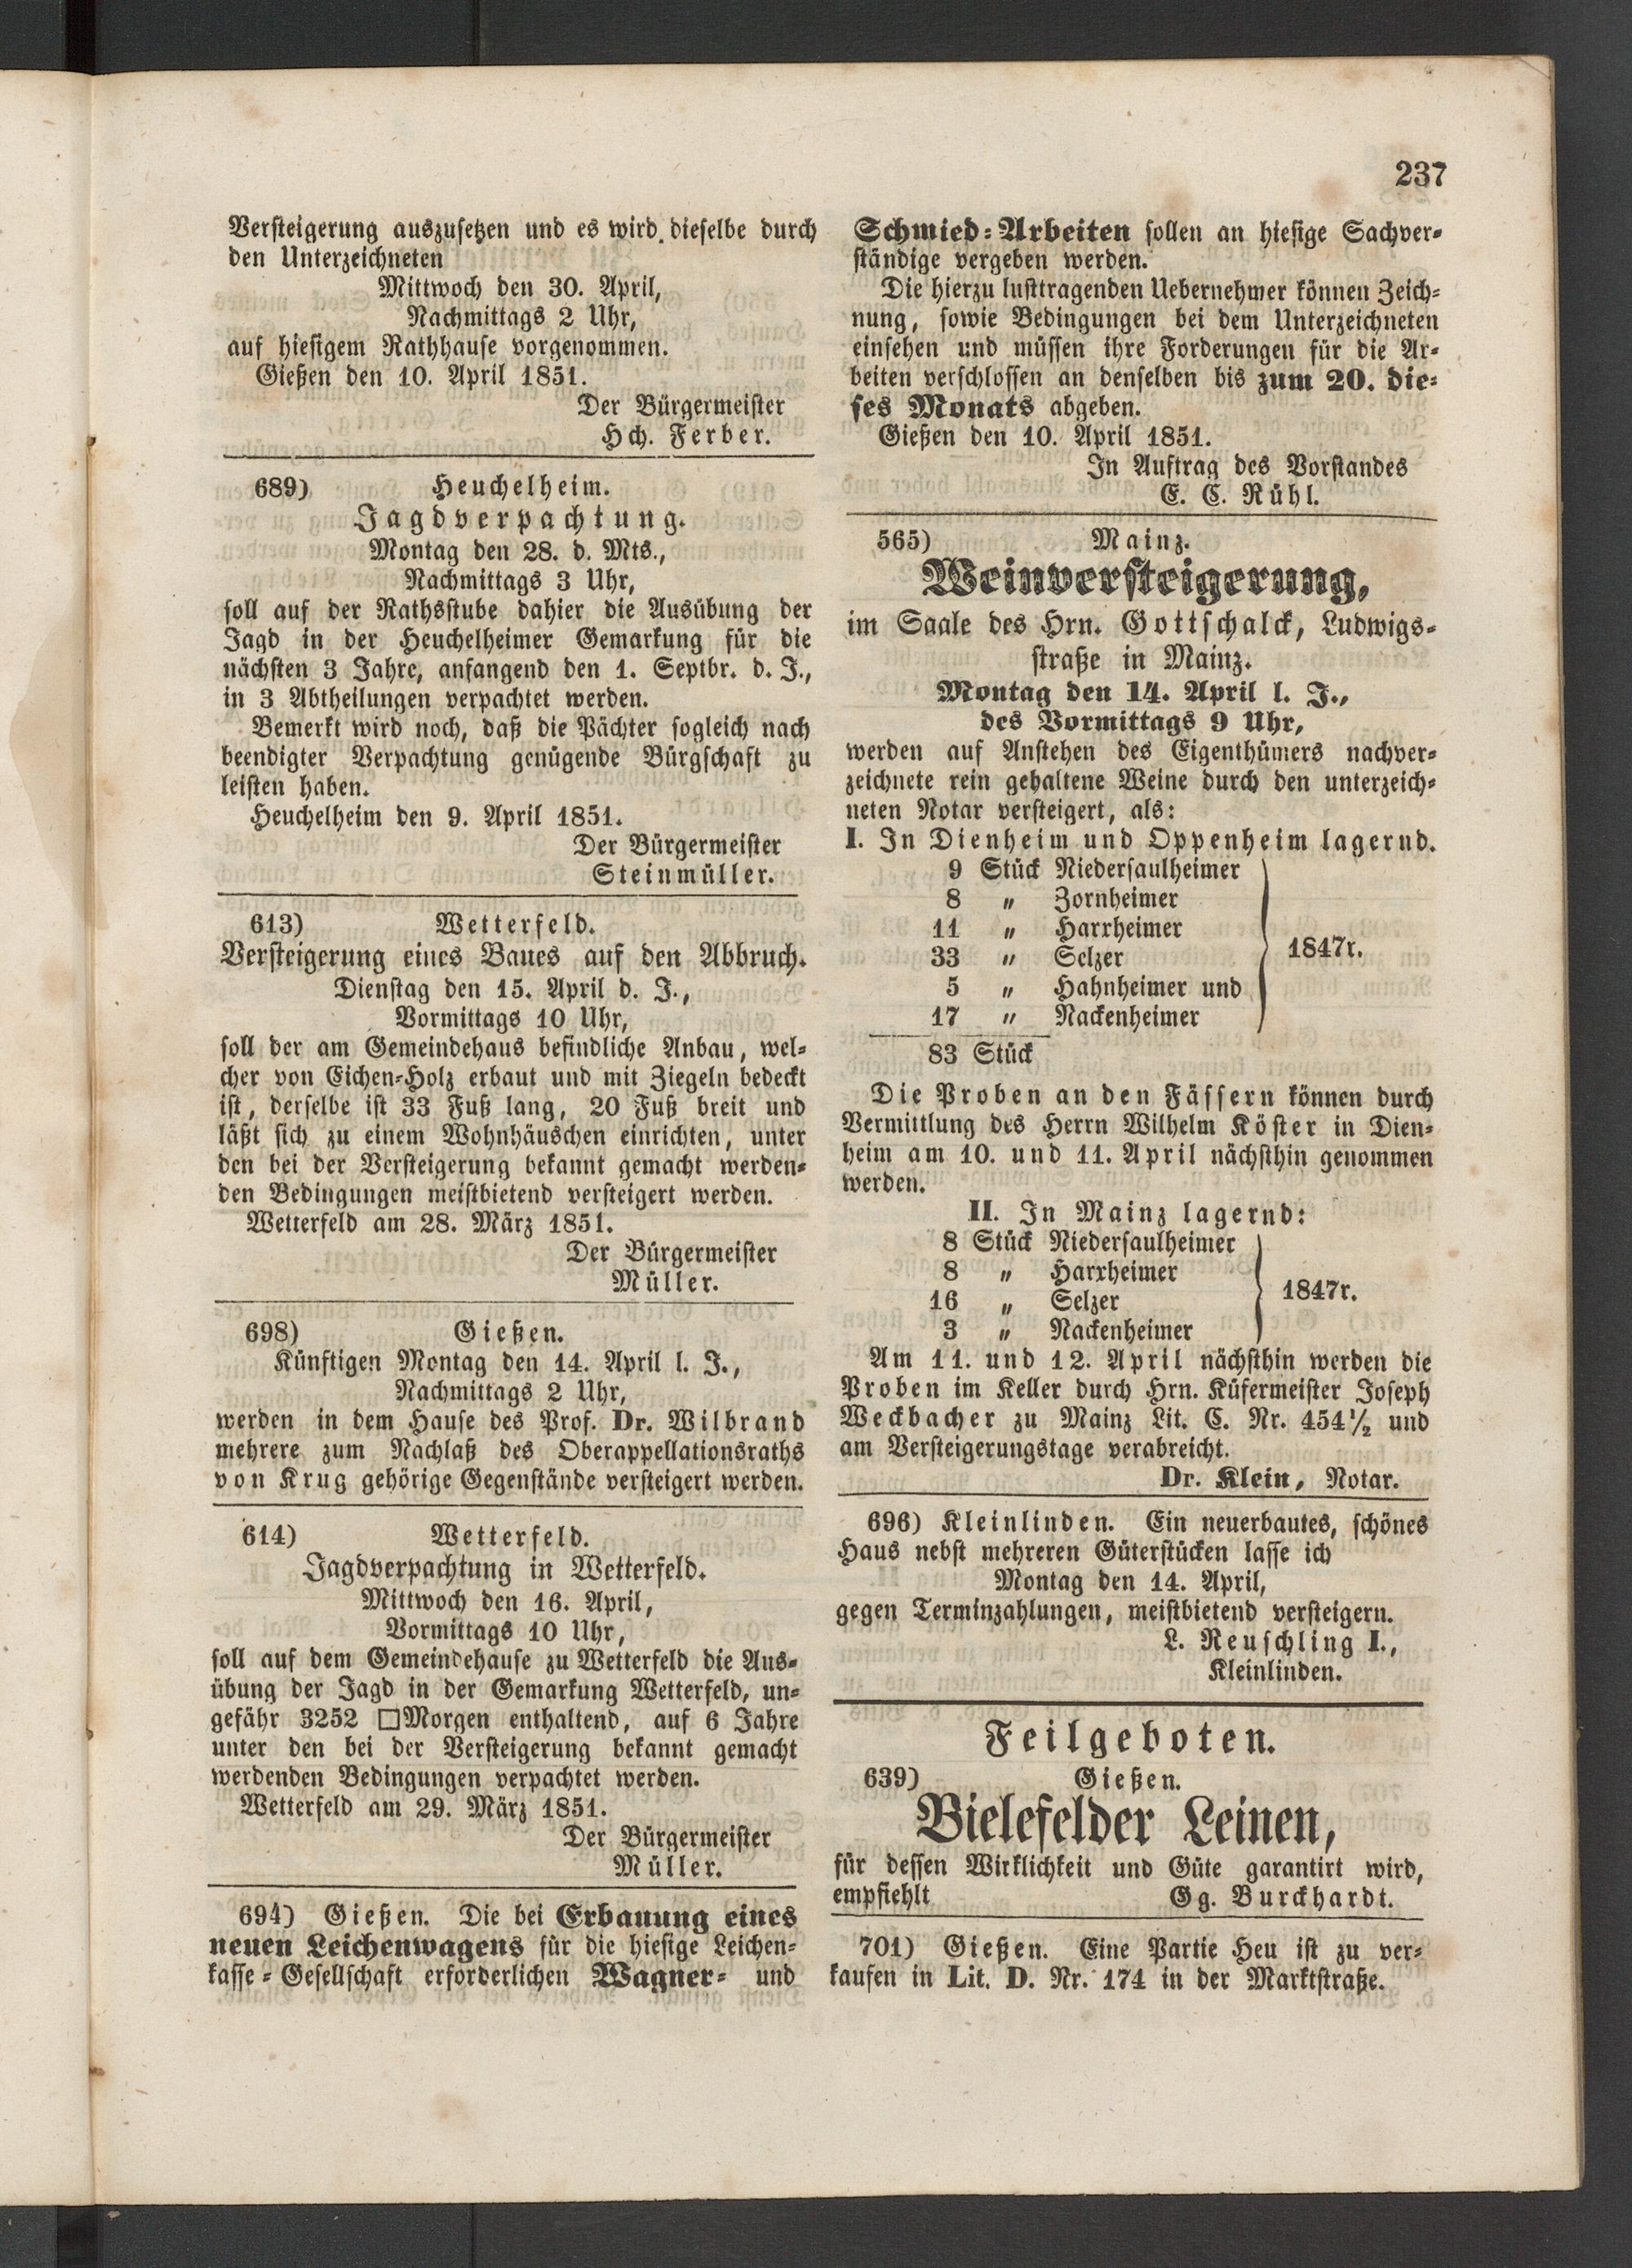 237
Versteigerung auszusetzen und es wird dieselbe durch
den Unterzeichneten
Mittwoch den 30. April,
Nachmittags 2 Uhr,
auf hiesigem Rathhause vorgenommen.
Gießen den 10. April 1851.
Der Bürgermeister
Hch. Ferber.
689) Heuchelheim.
Jagdverpachtung.
Montag den 28. d. Mts.,
Nachmittags 3 Uhr,
soll auf der Rathsstube dahier die Ausübung der
Jagd in der Heuchelheimer Gemarkung für die
nächsten 3 Jahre, anfangend den 1. Septbr. d. J.,
in 3 Abtheilungen verpachtet werden.
Bemerkt wird noch, daß die Pächter sogleich nach
beendigter Verpachtung genügende Bürgschaft zu
leisten haben.
Heuchelheim den 9. April 1851.
Der Bürgermeister
Steinmüller.
613) Wetterfeld.
Versteigerung eines Baues auf den Abbruch.
Dienstag den 15. April d. J.,
Vormittags 10 Uhr,
soll der am Gemeindehaus befindliche Anbau, wel-
cher von Eichen-Holz erbaut und mit Ziegeln bedeckt
ist, derselbe ist 33 Fuß lang, 20 Fuß breit und
läßt sich zu einem Wohnhäuschen einrichten, unter
den bei der Versteigerung bekannt gemacht werden-
den Bedingungen meistbietend versteigert werden.
Wetterfeld am 28. März 1851.
Der Bürgermeister
Müller.
698) Gießen.
Künftigen Montag den 14. April l. J.,
Nachmittags 2 Uhr,
werden in dem Hause des Prof. Dr. Wilbrand
mehrere zum Nachlaß des Oberappellationsraths
von Krug gehörige Gegenstände versteigert werden.
614) Wetterfeld.
Jagdverpachtung in Wetterfeld.
Mittwoch den 16. April,
Vormittags 10 Uhr,
soll auf dem Gemeindehause zu Wetterfeld die Aus-
übung der Jagd in der Gemarkung Wetterfeld, un-
gefähr 3252 □Morgen enthaltend, auf 6 Jahre
unter den bei der Versteigerung bekannt gemacht
werdenden Bedingungen verpachtet werden.
Wetterfeld am 29. März 1851.
Der Bürgermeister
Müller.
694) Gießen. Die bei Erbauung eines
neuen Leichenwagens für die hiesige Leichen-
kasse-Gesellschaft erforderlichen Wagner- und
Schmied-Arbeiten sollen an hiesige Sachver-
ständige vergeben werden.
Die hierzu lusttragenden Uebernehmer können Zeich-
nung, sowie Bedingungen bei dem Unterzeichneten
einsehen und müssen ihre Forderungen für die Ar-
beiten verschlossen an denselben bis zum 20. die-
ses Monats abgeben.
Gießen den 10. April 1851.
In Auftrag des Vorstandes
E. C. Rühl.
565) Mainz.
Weinversteigerung,
im Saale des Hrn. Gottschalck, Ludwigs-
straße in Mainz.
Montag den 14. April l. J.,
des Vormittags 9 Uhr,
werden auf Anstehen des Eigenthümers nachver-
zeichnete rein gehaltene Weine durch den unterzeich-
neten Notar versteigert, als:
I. In Dienheim und Oppenheim lagernd.
9 Stück Niedersaulheimer
8 „ Zornheimer
11 „ Harrheimer
33 „ Selzer 1847r.
5 „ Hahnheimer und
17 „ Nackenheimer
83 Stück
Die Proben an den Fässern können durch
Vermittlung des Herrn Wilhelm Köster in Dien-
heim am 10. und 11. April nächsthin genommen
werden.
II. In Mainz lagernd:
8 Stück Niedersaulheimer
8 „ Harxheimer
16 „ Selzer 1847r.
3 „ Nackenheimer
Am 11. und 12. April nächsthin werden die
Proben im Keller durch Hrn. Küfermeister Joseph
Weckbacher zu Mainz Lit. C. Nr. 454½ und
am Versteigerungstage verabreicht.
Dr. Klein, Notar.
696) Kleinlinden. Ein neuerbautes, schönes
Haus nebst mehreren Güterstücken lasse ich
Montag den 14. April,
gegen Terminzahlungen, meistbietend versteigern.
L. Reuschling I.,
Kleinlinden.
Feilgeboten.
639) Gießen.
Bielefelder Leinen,
für dessen Wirklichkeit und Güte garantirt wird,
empfiehlt Gg. Burckhardt.
701) Gießen. Eine Partie Heu ist zu ver-
kaufen in Lit. D. Nr. 174 in der Marktstraße.